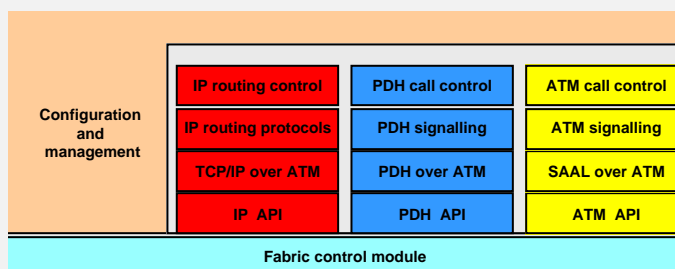 Configuration
and
management
IP routing control
IP routing protocols
TCP/IP over ATM
IP API
PDH call control
PDH signalling
PDH over ATM
PDH API
ATM call control
ATM signalling
SAAL over ATM
ATM API
Fabric control module